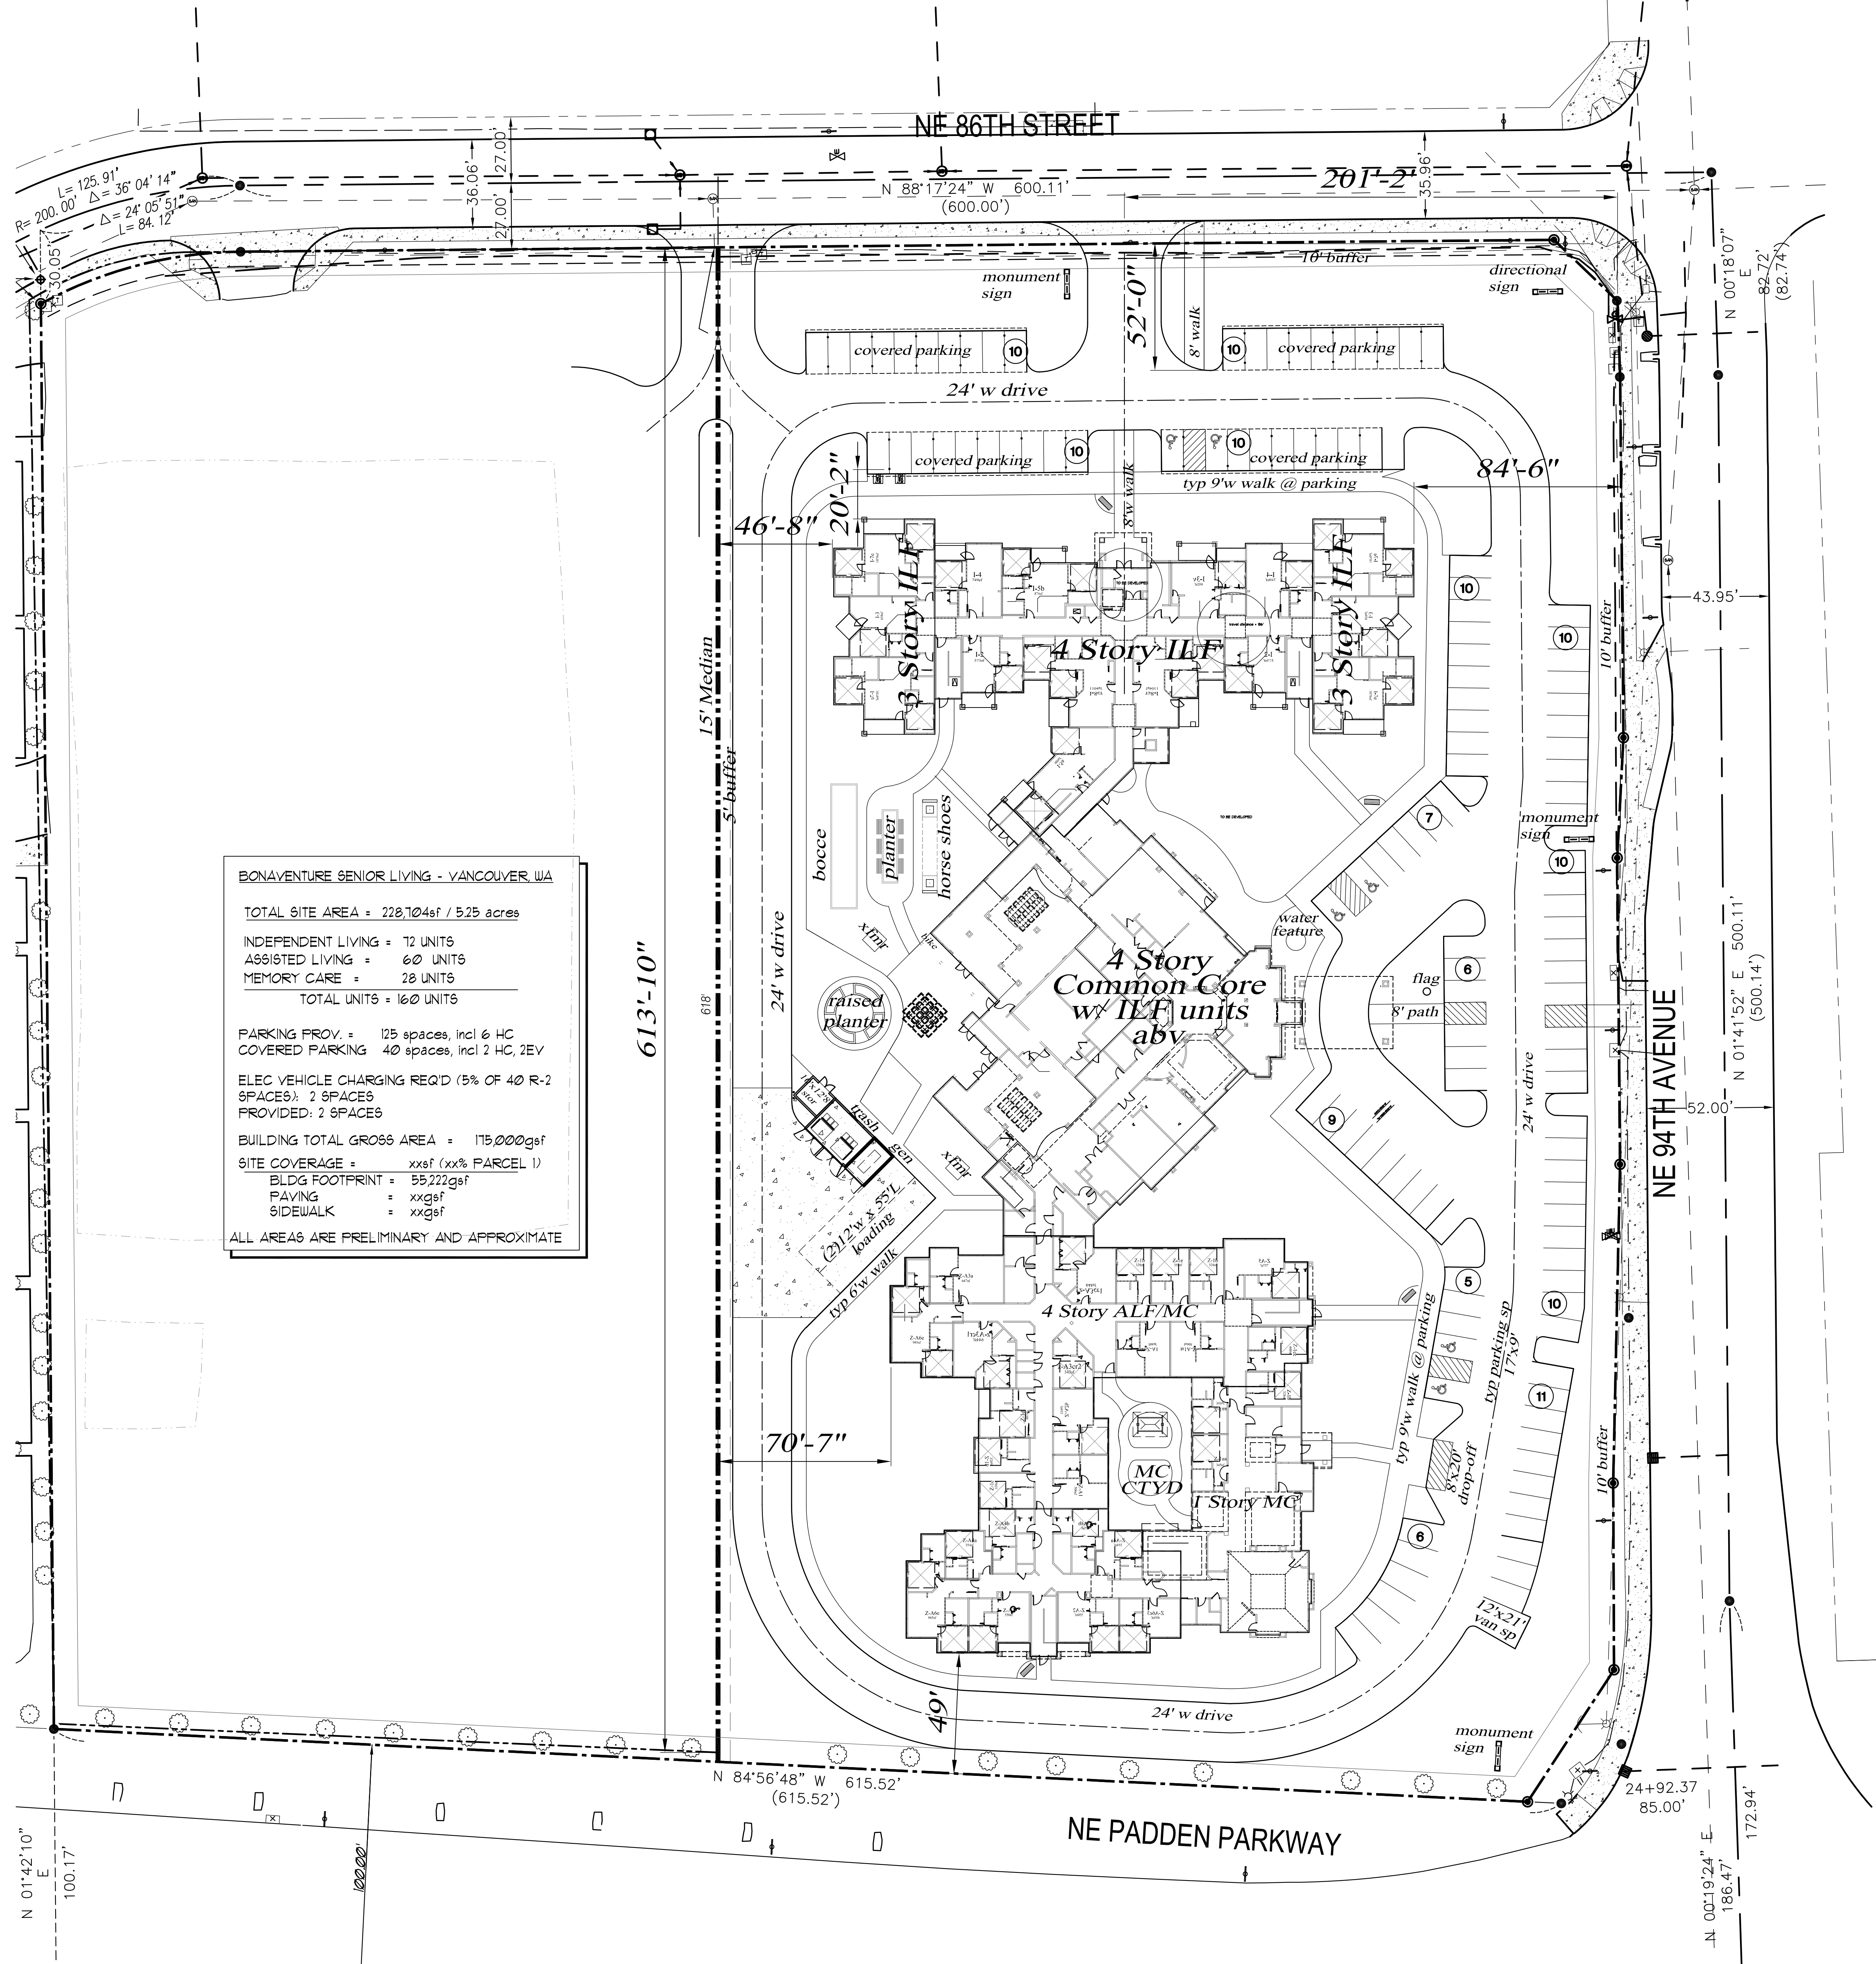 NE 86TH STREET
L= 125.91'
Δ= 36°04'14"
R= 200.00'
Δ= 24°05'51"
L= 84.12'
30.05'
36.06'
27.00'
27.00'
N 88°17'24" W 600.11'
(600.00')
201'-2"
35.96'
10' buffer
monument
sign
52'-0"
8' walk
directional
sign
N 00°18'07"
E
82.72'
(82.74')
covered parking
10
10
covered parking
24' w drive
covered parking
10
10
covered parking
20'-2"
8'w walk
typ 9'w walk @ parking
84'-6"
46'-8"
3 Story ILF
4 Story ILF
3 Story ILF
TO BE DEVELOPED
10
10
10' buffer
43.95'
15' Median
5' buffer
613'-10"
618'
24' w drive
bocce
planter
horse shoes
TO BE DEVELOPED
7
monument
sign
10
xfmr
bike
water
feature
4 Story
Common Core
w/ ILF units
abv
raised
planter
flag
6
8' path
NE 94TH AVENUE
N 01°41'52" E 500.11'
(500.14')
52.00'
24' w drive
BONAVENTURE SENIOR LIVING - VANCOUVER, WA
TOTAL SITE AREA = 228,704sf / 5.25 acres
INDEPENDENT LIVING = 72 UNITS
ASSISTED LIVING = 60 UNITS
MEMORY CARE = 28 UNITS
TOTAL UNITS = 160 UNITS
PARKING PROV. = 125 spaces, incl 6 HC
COVERED PARKING 40 spaces, incl 2 HC, 2EV
ELEC VEHICLE CHARGING REQ'D (5% OF 40 R-2
SPACES): 2 SPACES
PROVIDED: 2 SPACES
BUILDING TOTAL GROSS AREA = 175,000gsf
SITE COVERAGE = xxsf (xx% PARCEL 1)
BLDG FOOTPRINT = 55,222gsf
PAVING = xxgsf
SIDEWALK = xxgsf
ALL AREAS ARE PRELIMINARY AND APPROXIMATE
stor
trash
gen
xfmr
9
(2)12'w x 55'L
loading
typ 6'w walk
4 Story ALF/MC
5
10
typ parking sp
17'x9'
typ 9'w walk @ parking
11
70'-7"
MC
CTYD
1 Story MC
8'x20'
drop-off
10' buffer
6
12'x21'
van sp
49'
24' w drive
monument
sign
N 84°56'48" W 615.52'
(615.52')
NE PADDEN PARKWAY
24+92.37
85.00'
172.94'
N 00°19'24" E
186.47'
N 01°42'10"
E
100.17'
100.00'